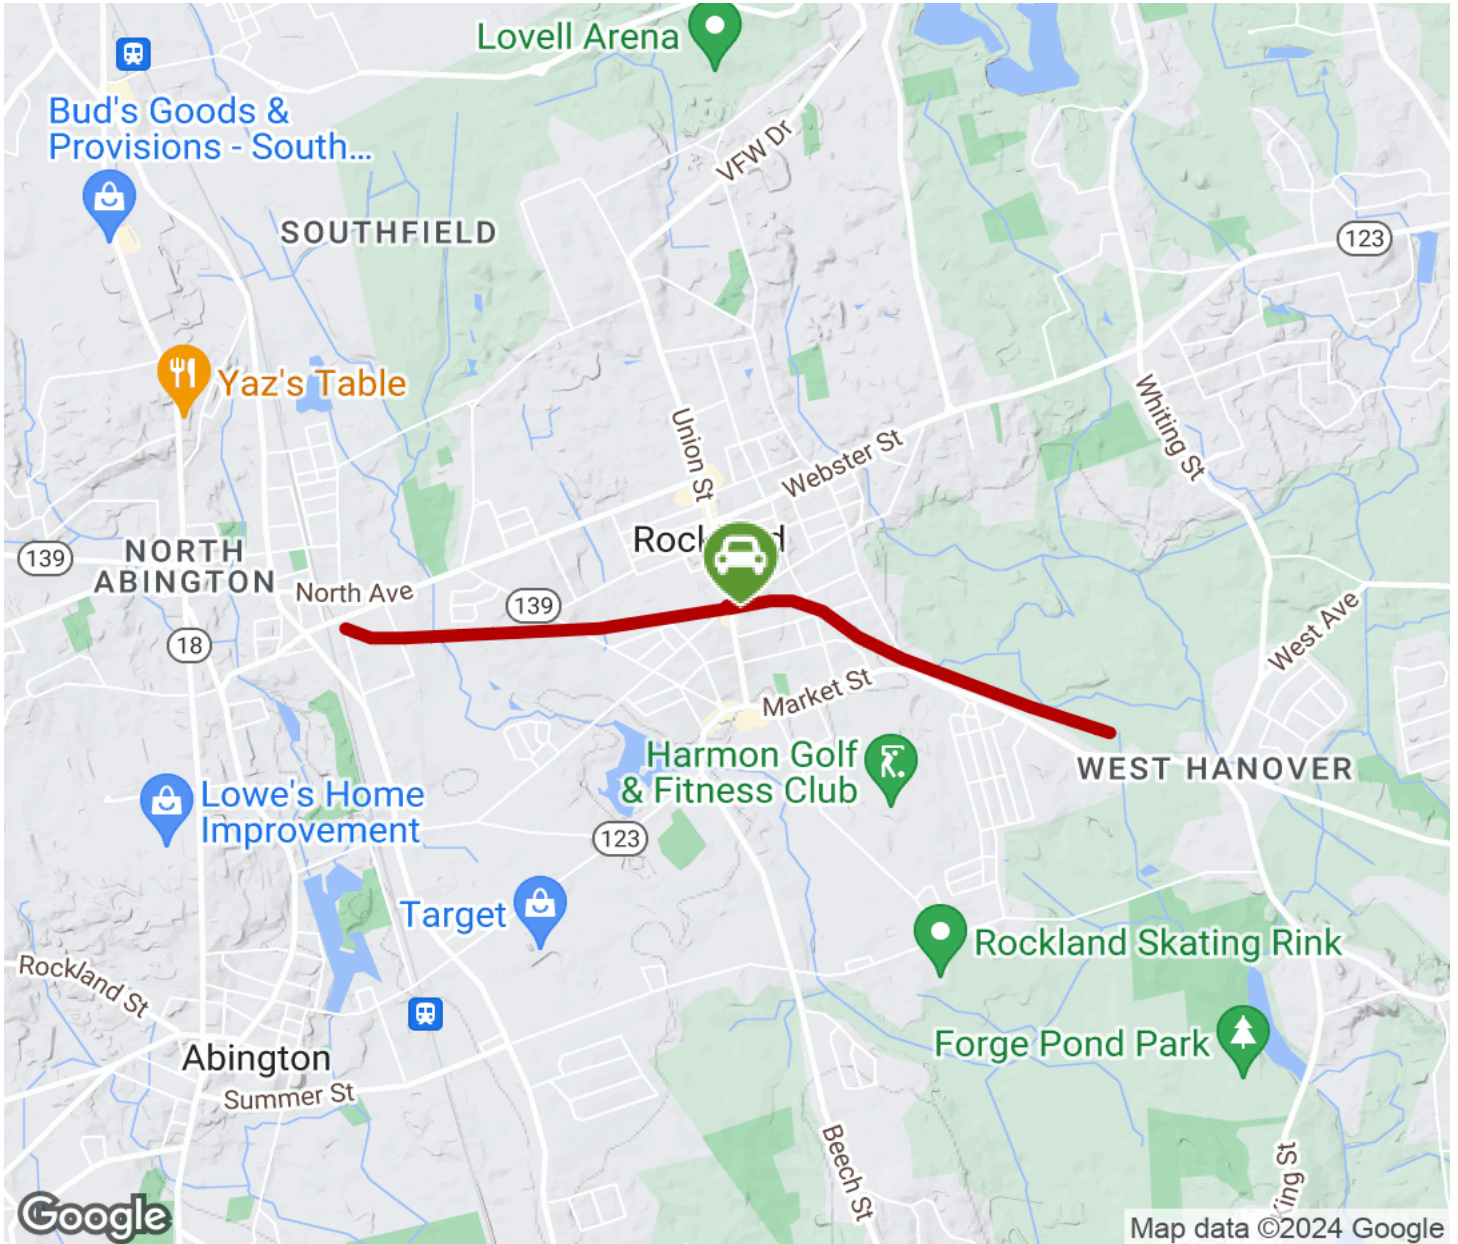 Lovell Arena
Bud's Goods &
Provisions - South...
VFW Dr
SOUTHFIELD
123
Yaz's Table
Whiting St
Union St
Webster St
139
NORTH
ABINGTON
North Ave
139
18
West Ave
Market St
Harmon Golf
& Fitness Club
WEST HANOVER
Lowe's Home
Improvement
123
Target
Rockland Skating Rink
Rockland St
Forge Pond Park
Abington
Summer St
Beech St
King St
Google
Map data ©2024 Google